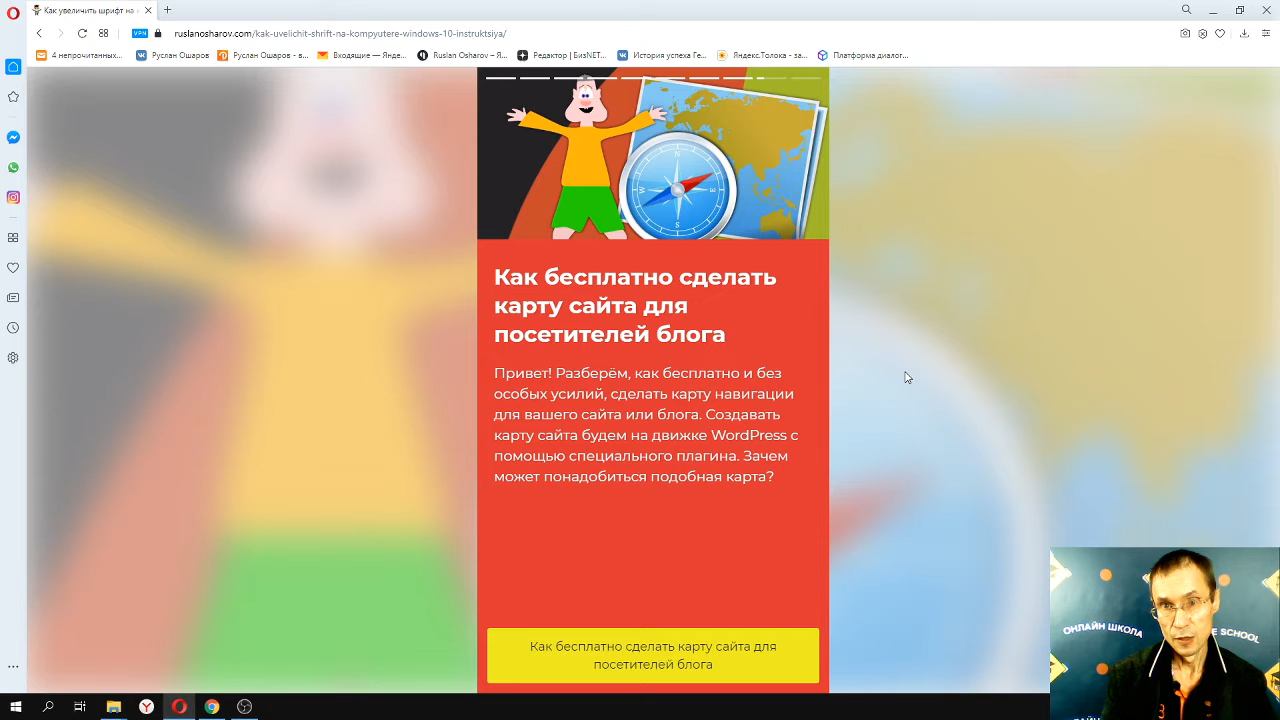 Как увеличить шрифт на к
VPN
ruslanosharov.com/kak-uvelichit-shrift-na-kompyutere-windows-10-instruktsiya/
4 непрочитанных...
Руслан Ошаров
Руслан Ошаров - в...
Входящие — Янде...
Ruslan Osharov – Я...
Редактор | БизNET...
История успеха Ге...
Яндекс.Толока - за...
Платформа диалог...
N
W
E
S
Как бесплатно сделать
карту сайта для
посетителей блога
Привет! Разберём, как бесплатно и без
особых усилий, сделать карту навигации
для вашего сайта или блога. Создавать
карту сайта будем на движке WordPress с
помощью специального плагина. Зачем
может понадобиться подобная карта?
Как бесплатно сделать карту сайта для
посетителей блога
ОНЛАЙН ШКОЛА
E SCHOOL